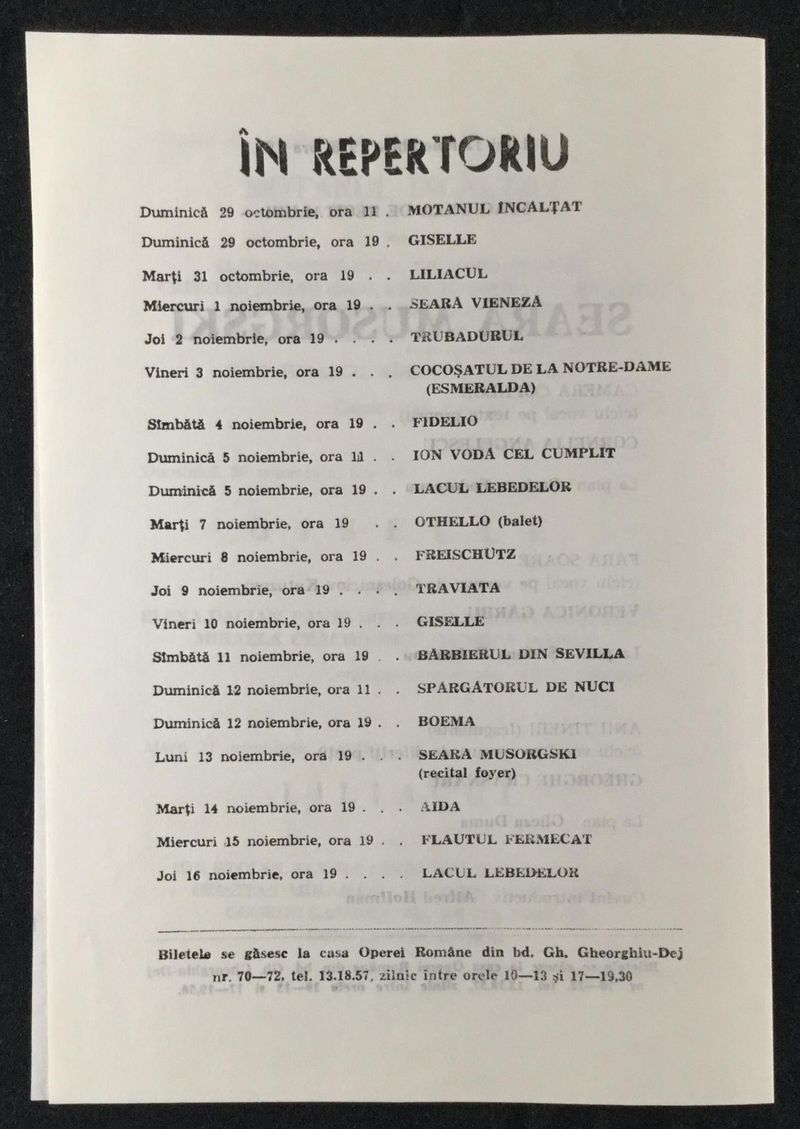 ÎN REPERTORIU
Duminică 29 octombrie, ora 11 . MOTANUL ÎNCALȚAT
Duminică 29 octombrie, ora 19 . GISELLE
Marți 31 octombrie, ora 19 . . LILIACUL
Miercuri 1 noiembrie, ora 19 . . SEARĂ VIENEZĂ
Joi 2 noiembrie, ora 19 . . . . TRUBADURUL
Vineri 3 noiembrie, ora 19 . . . COCOȘATUL DE LA NOTRE-DAME
(ESMERALDA)
Sîmbătă 4 noiembrie, ora 19 . . FIDELIO
Duminică 5 noiembrie, ora 11 . . ION VODĂ CEL CUMPLIT
Duminică 5 noiembrie, ora 19 . . LACUL LEBEDELOR
Marți 7 noiembrie, ora 19 . . OTHELLO (balet)
Miercuri 8 noiembrie, ora 19 . . FREISCHÜTZ
Joi 9 noiembrie, ora 19 . . . . TRAVIATA
Vineri 10 noiembrie, ora 19 . . . GISELLE
Sîmbătă 11 noiembrie, ora 19 . . BĂRBIERUL DIN SEVILLA
Duminică 12 noiembrie, ora 11 . . SPĂRGĂTORUL DE NUCI
Duminică 12 noiembrie, ora 19 . . BOEMA
Luni 13 noiembrie, ora 19 . . . SEARĂ MUSORGSKI
(recital foyer)
Marți 14 noiembrie, ora 19 . . . AIDA
Miercuri 15 noiembrie, ora 19 . . FLAUTUL FERMECAT
Joi 16 noiembrie, ora 19 . . . . LACUL LEBEDELOR
Biletele se găsesc la casa Operei Române din bd. Gh. Gheorghiu-Dej
nr. 70—72, tel. 13.18.57, zilnic între orele 10—13 și 17—19,30